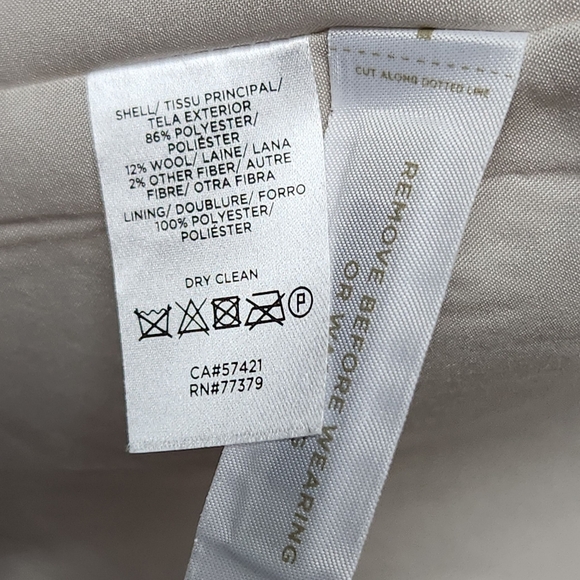 SHELL/ TISSU PRINCIPAL/
TELA EXTERIOR
86% POLYESTER/
POLIÉSTER
12% WOOL/ LAINE/ LANA
2% OTHER FIBER/ AUTRE
FIBRE/ OTRA FIBRA
LINING/ DOUBLURE/ FORRO
100% POLYESTER/
POLIÉSTER
DRY CLEAN
P
CA#57421
RN#77379
CUT ALONG DOTTED LINE
REMOVE BEFORE WEARING
OR